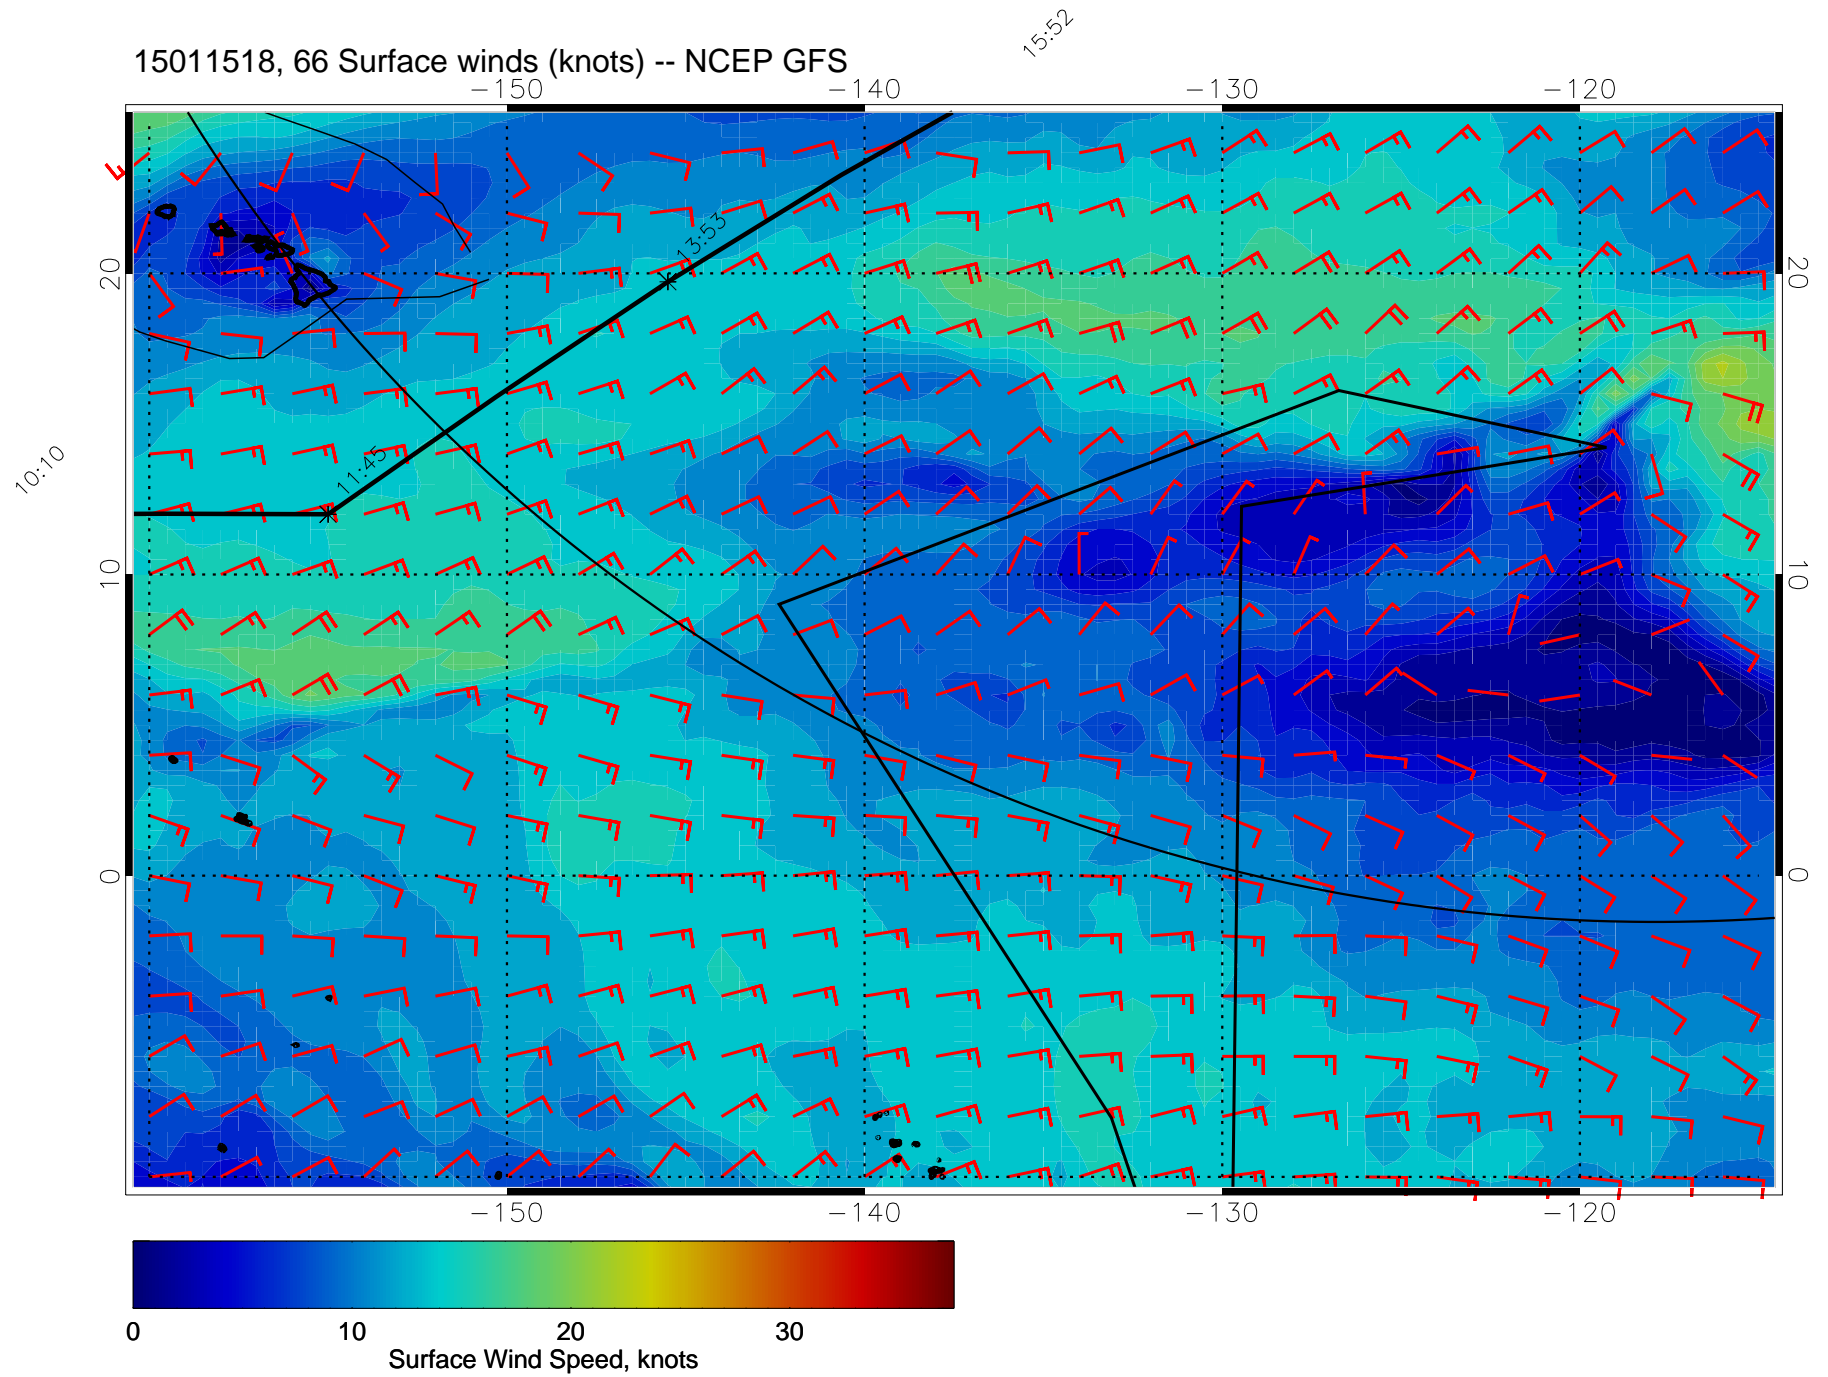 15:52
15011518, 66 Surface winds (knots) -- NCEP GFS
-150 -140 -130 -120
13:53
20 20
11:45
10:10
10 10
0 0
-150 -140 -130 -120
0 10 20 30
Surface Wind Speed, knots